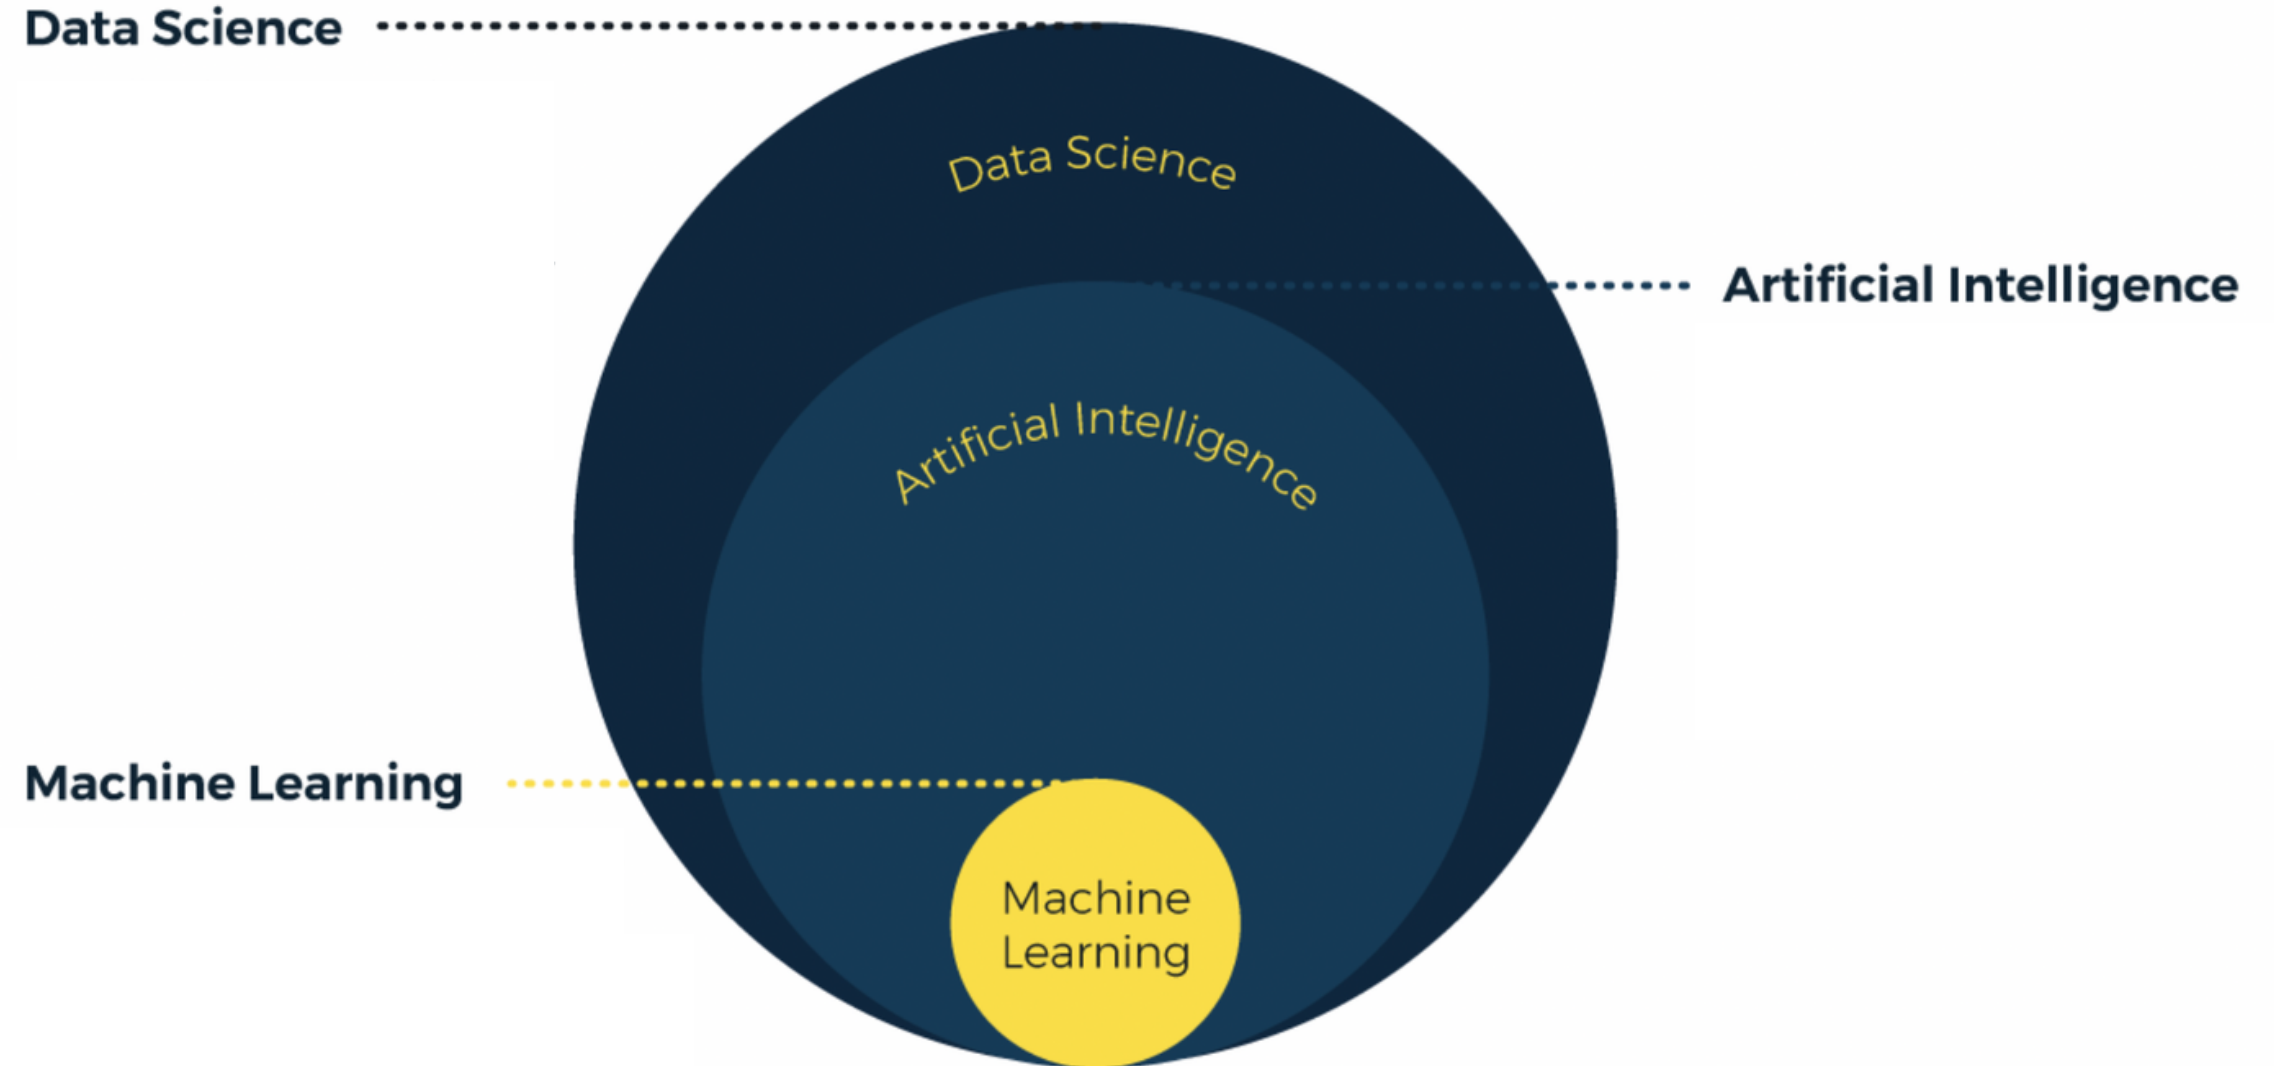 Data Science
Data Science
Artificial Intelligence
Artificial Intelligence
Machine Learning
Machine
Learning